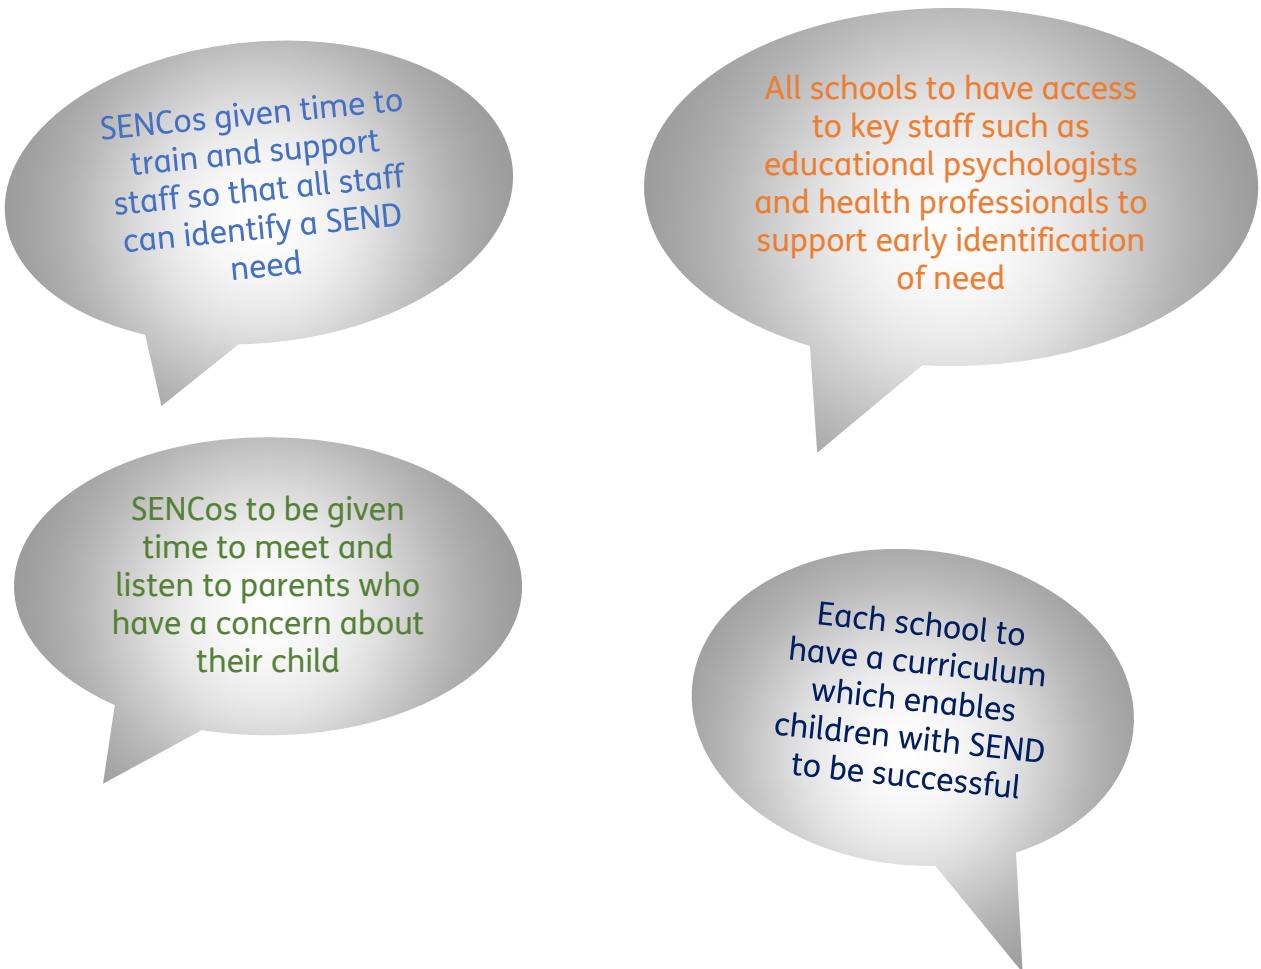 SENCos given time to
train and support
staff so that all staff
can identify a SEND
need
All schools to have access
to key staff such as
educational psychologists
and health professionals to
support early identification
of need
SENCos to be given
time to meet and
listen to parents who
have a concern about
their child
Each school to
have a curriculum
which enables
children with SEND
to be successful